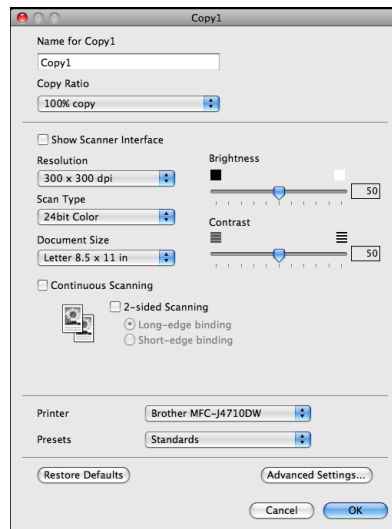 Copy1
Name for Copy1
Copy1
Copy Ratio
100% copy
Show Scanner Interface
Resolution
300 x 300 dpi
Scan Type
24bit Color
Document Size
Letter 8.5 x 11 in
Brightness
50
Contrast
50
Continuous Scanning
2-sided Scanning
Long-edge binding
Short-edge binding
Printer
Brother MFC-J4710DW
Presets
Standards
Restore Defaults
Advanced Settings...
Cancel
OK